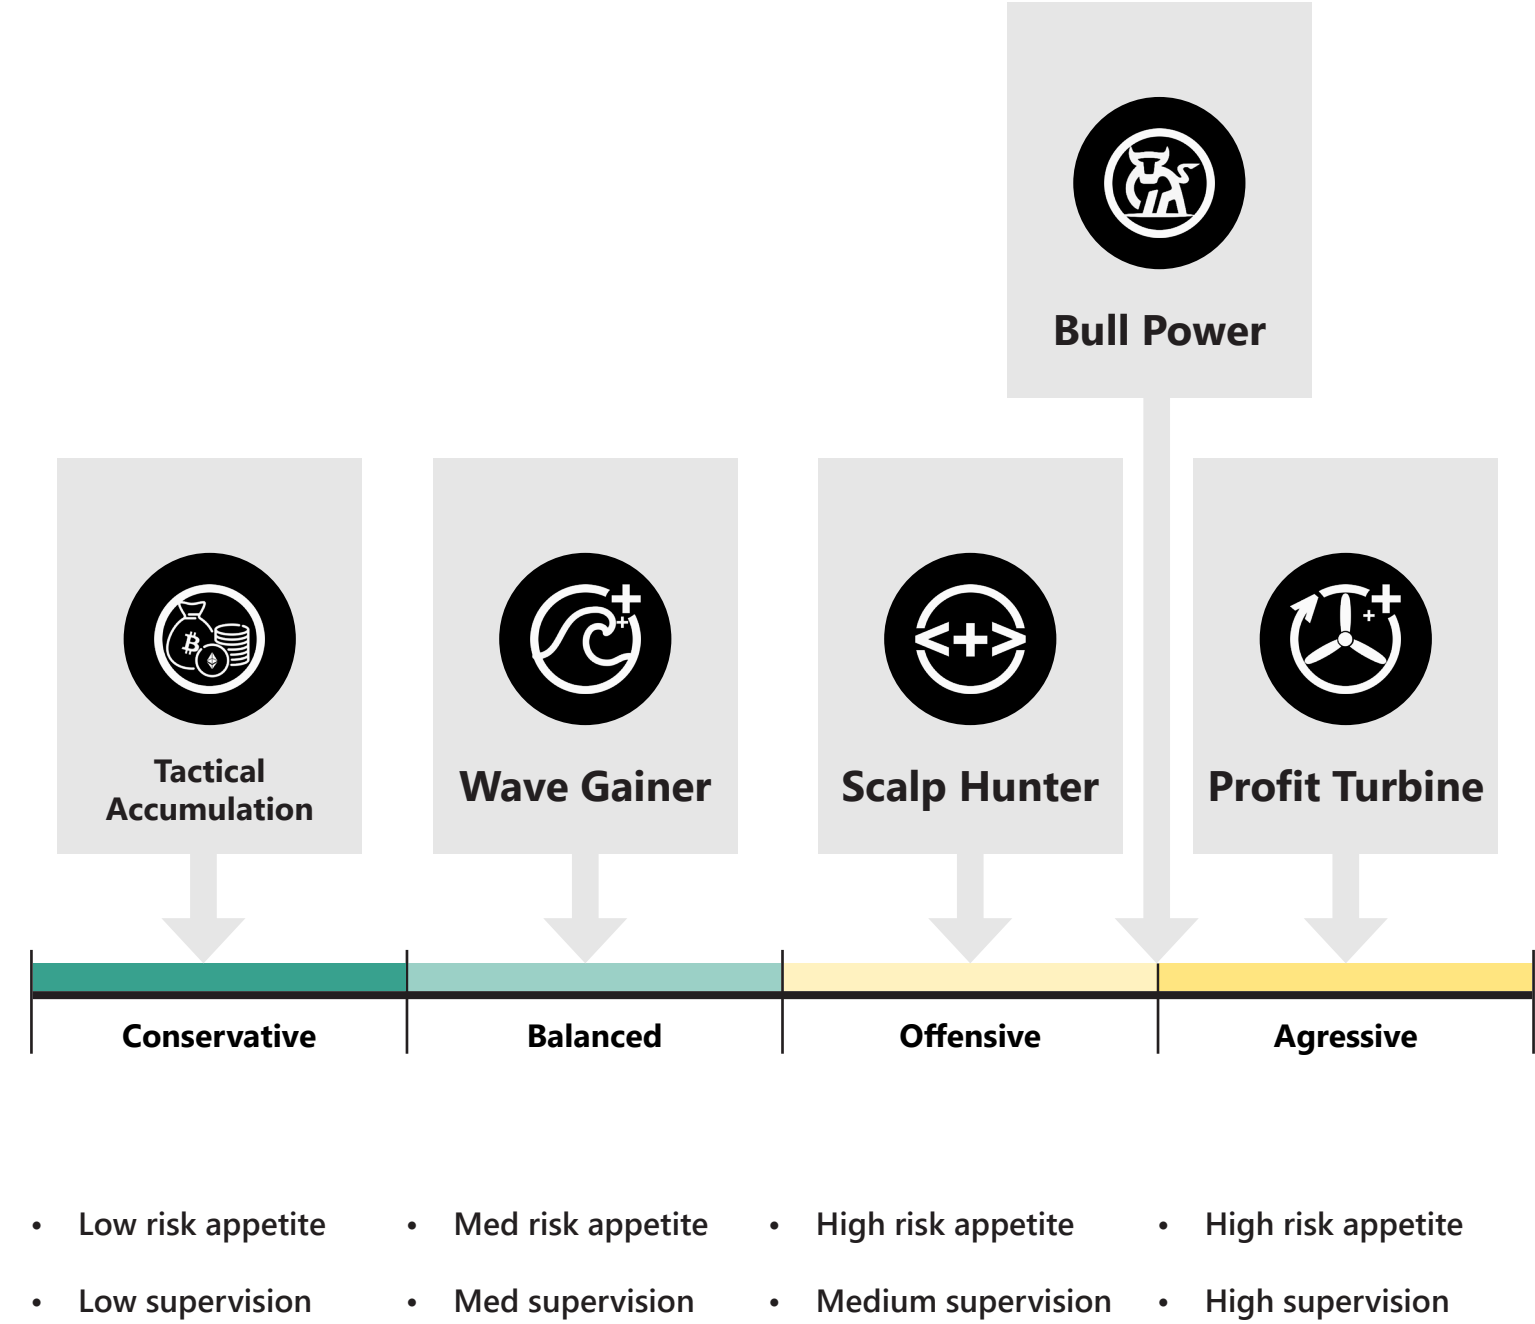 Bull Power
Tactical
Accumulation
Wave Gainer
Scalp Hunter
Profit Turbine
Conservative
Balanced
Offensive
Agressive
• Low risk appetite
• Med risk appetite
• High risk appetite
• High risk appetite
• Low supervision
• Med supervision
• Medium supervision
• High supervision